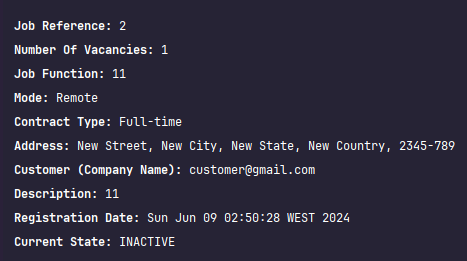 Job Reference: 2
Number Of Vacancies: 1
Job Function: 11
Mode: Remote
Contract Type: Full-time
Address: New Street, New City, New State, New Country, 2345-789
Customer (Company Name): customer@gmail.com
Description: 11
Registration Date: Sun Jun 09 02:50:28 WEST 2024
Current State: INACTIVE